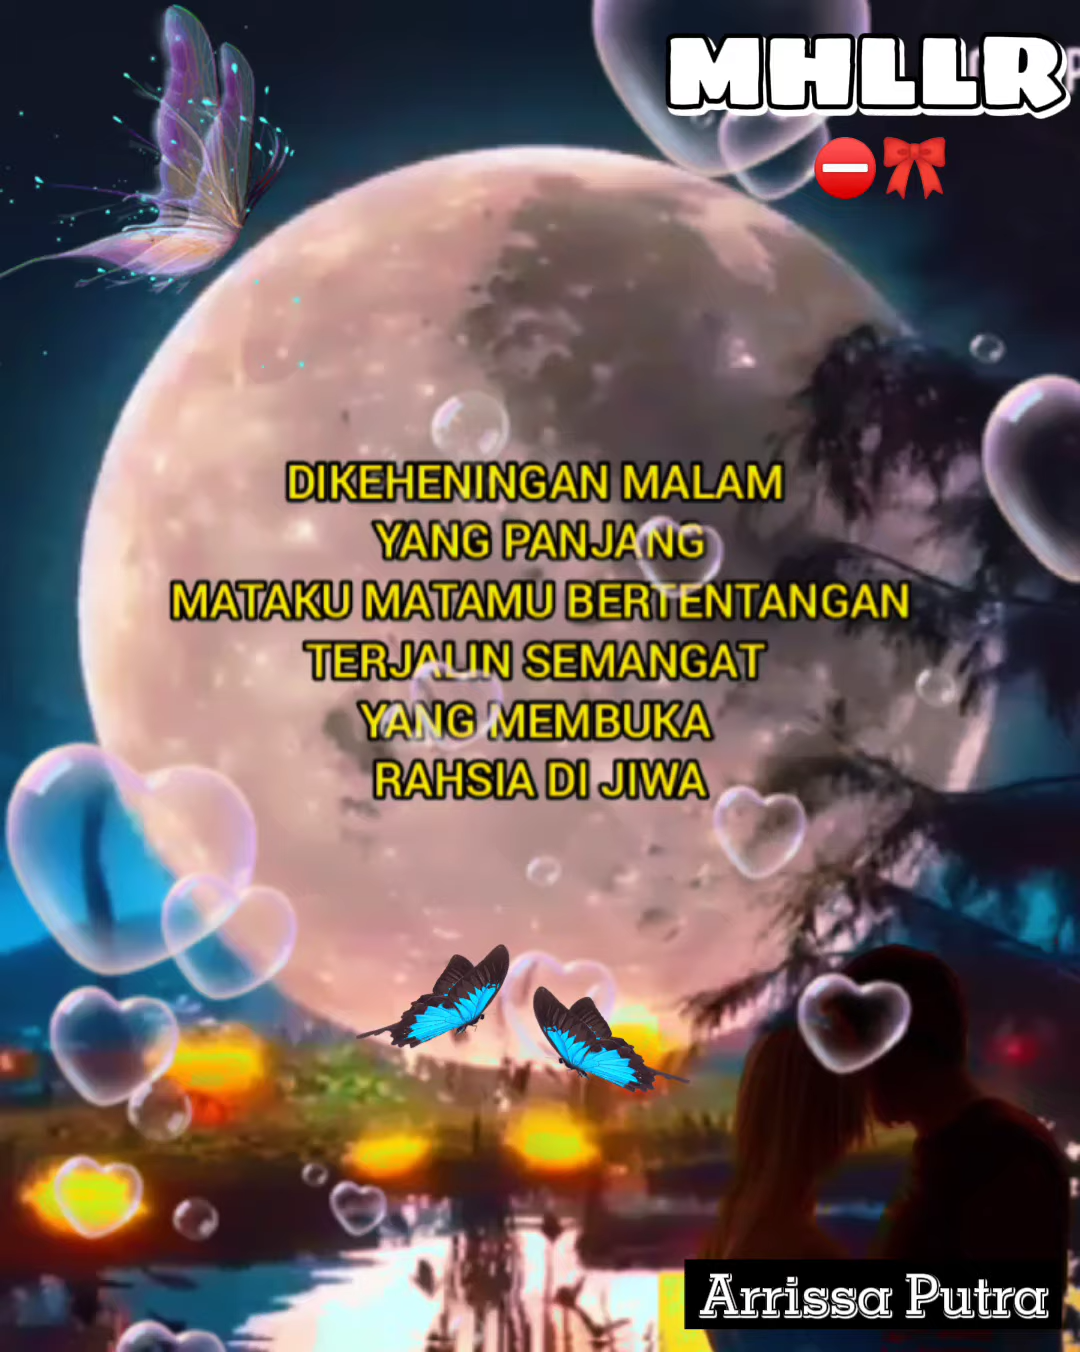 MHLLR
⛔🎀
DIKEHENINGAN MALAM
YANG PANJANG
MATAKU MATAMU BERTENTANGAN
TERJALIN SEMANGAT
YANG MEMBUKA
RAHSIA DI JIWA
Arrissa Putra